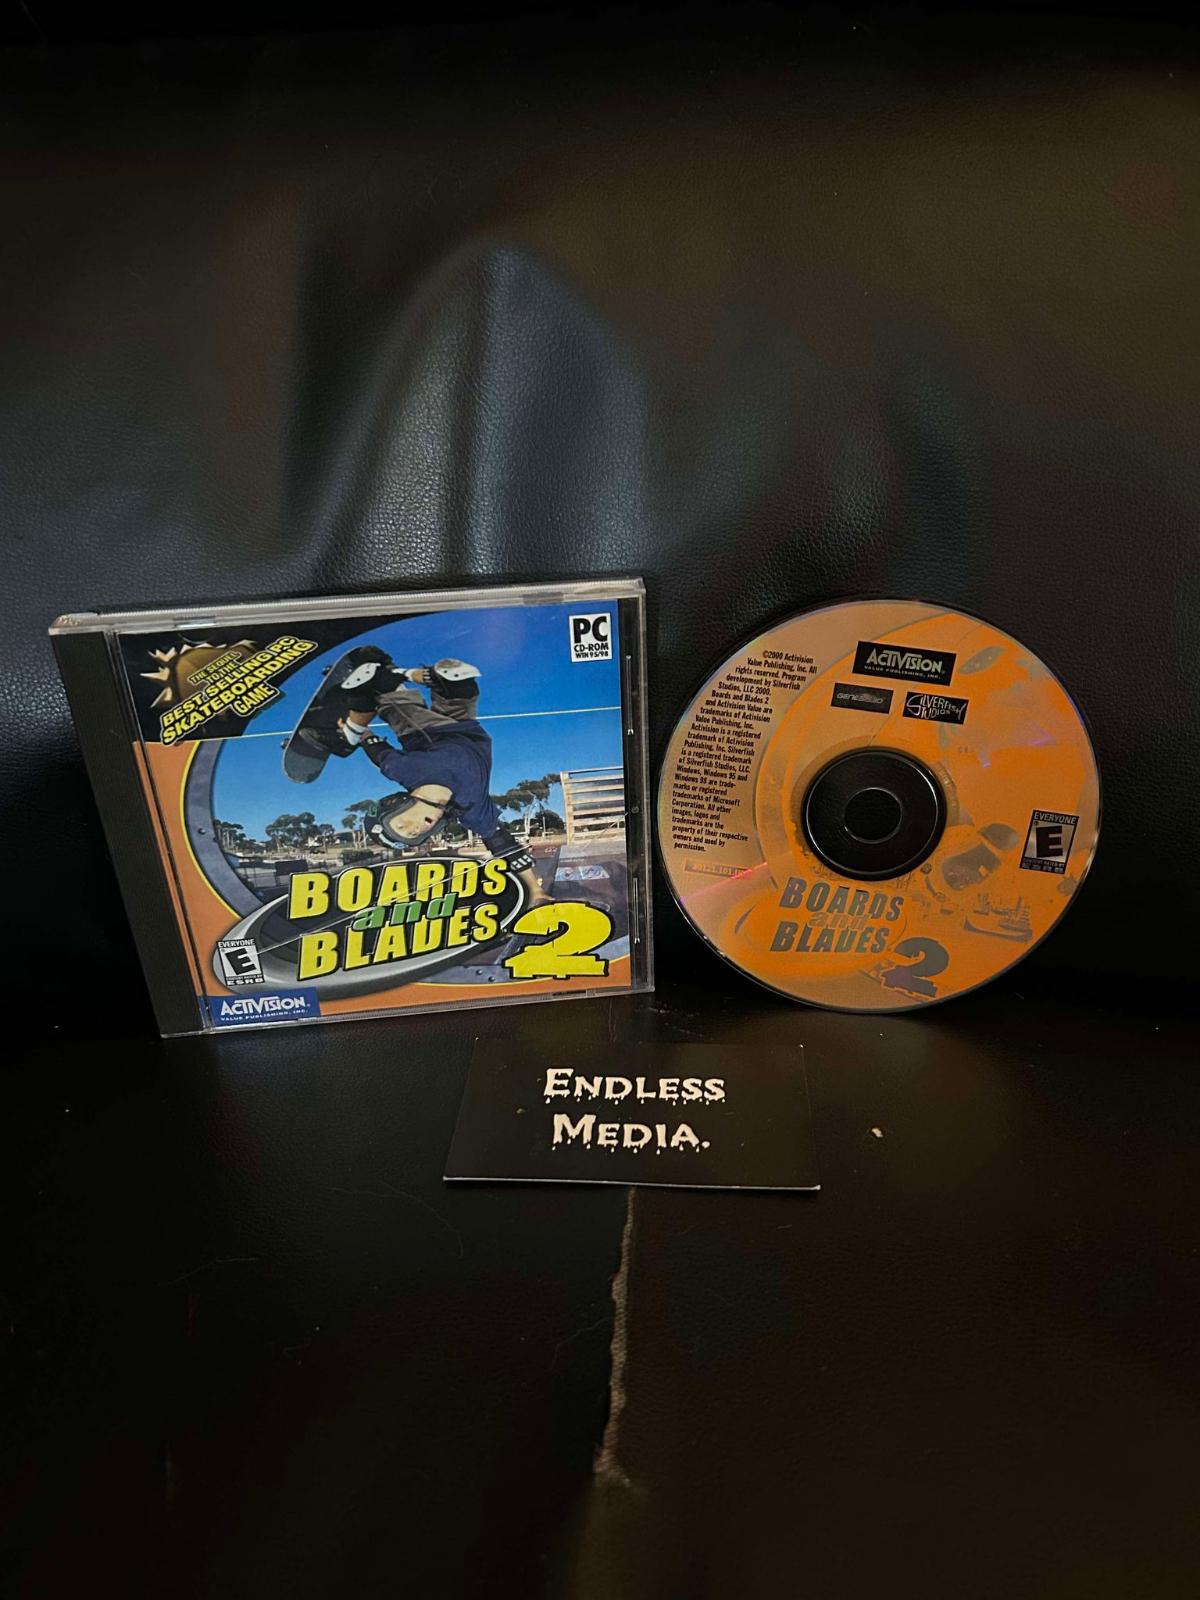 THE SEQUEL
TO THE
BEST SELLING PC
SKATEBOARDING
GAME
PC
CD-ROM
WIN 95/98
BOARDS
and
BLADES
2
EVERYONE
E
ESRB
ACTIVISION®
VALUE PUBLISHING, INC.
©2000 Activision
Value Publishing, Inc. All
rights reserved. Program
development by Silverfish
Studios, LLC 2000.
Boards and Blades 2
and Activision Value are
trademarks of Activision
Value Publishing, Inc.
Activision is a registered
trademark of Activision
Publishing, Inc. Silverfish
Studios is a registered trademark
of Silverfish Studios, LLC.
Windows, Windows 95 and
Windows 98 are trade-
marks or registered
trademarks of Microsoft
Corporation. All other
images, logos and
trademarks are the
property of their respective
owners and used by
permission.
ACTIVISION
VALUE PUBLISHING, INC.
SILVERFISH
STUDIOS
EVERYONE
E
BOARDS
and
BLADES
2
ENDLESS
MEDIA.